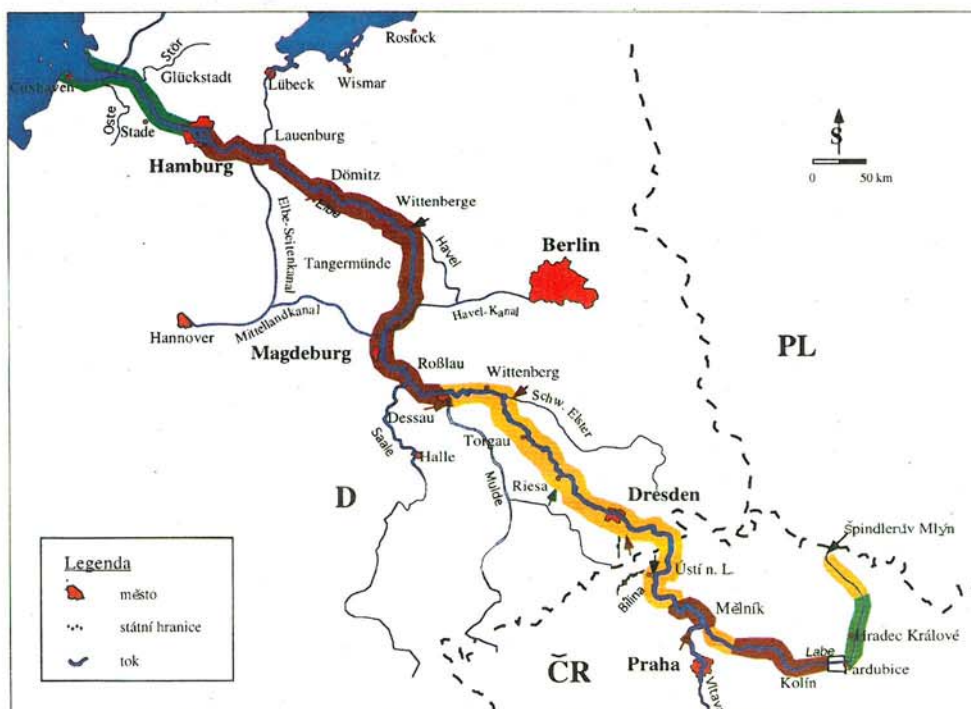 Rostock
Stör
Glückstadt
Cuxhaven
Lübeck
Wismar
Oste
Stade
Lauenburg
S
Hamburg
0 50 km
Dömitz
Elbe
Wittenberge
Elbe-Seitenkanal
Havel
Berlin
Tangermünde
Havel-Kanal
Mittellandkanal
Hannover
PL
Magdeburg
Roßlau
Wittenberg
Schw. Elster
Dessau
Saale
Torgau
Halle
Mulde
Riesa
D
Dresden
Špindlerův Mlýn
Legenda
město
státní hranice
tok
Ústí n. L.
Bílina
Mělník
Hradec Králové
Labe
Pardubice
Praha
ČR
Kolín
Vltava